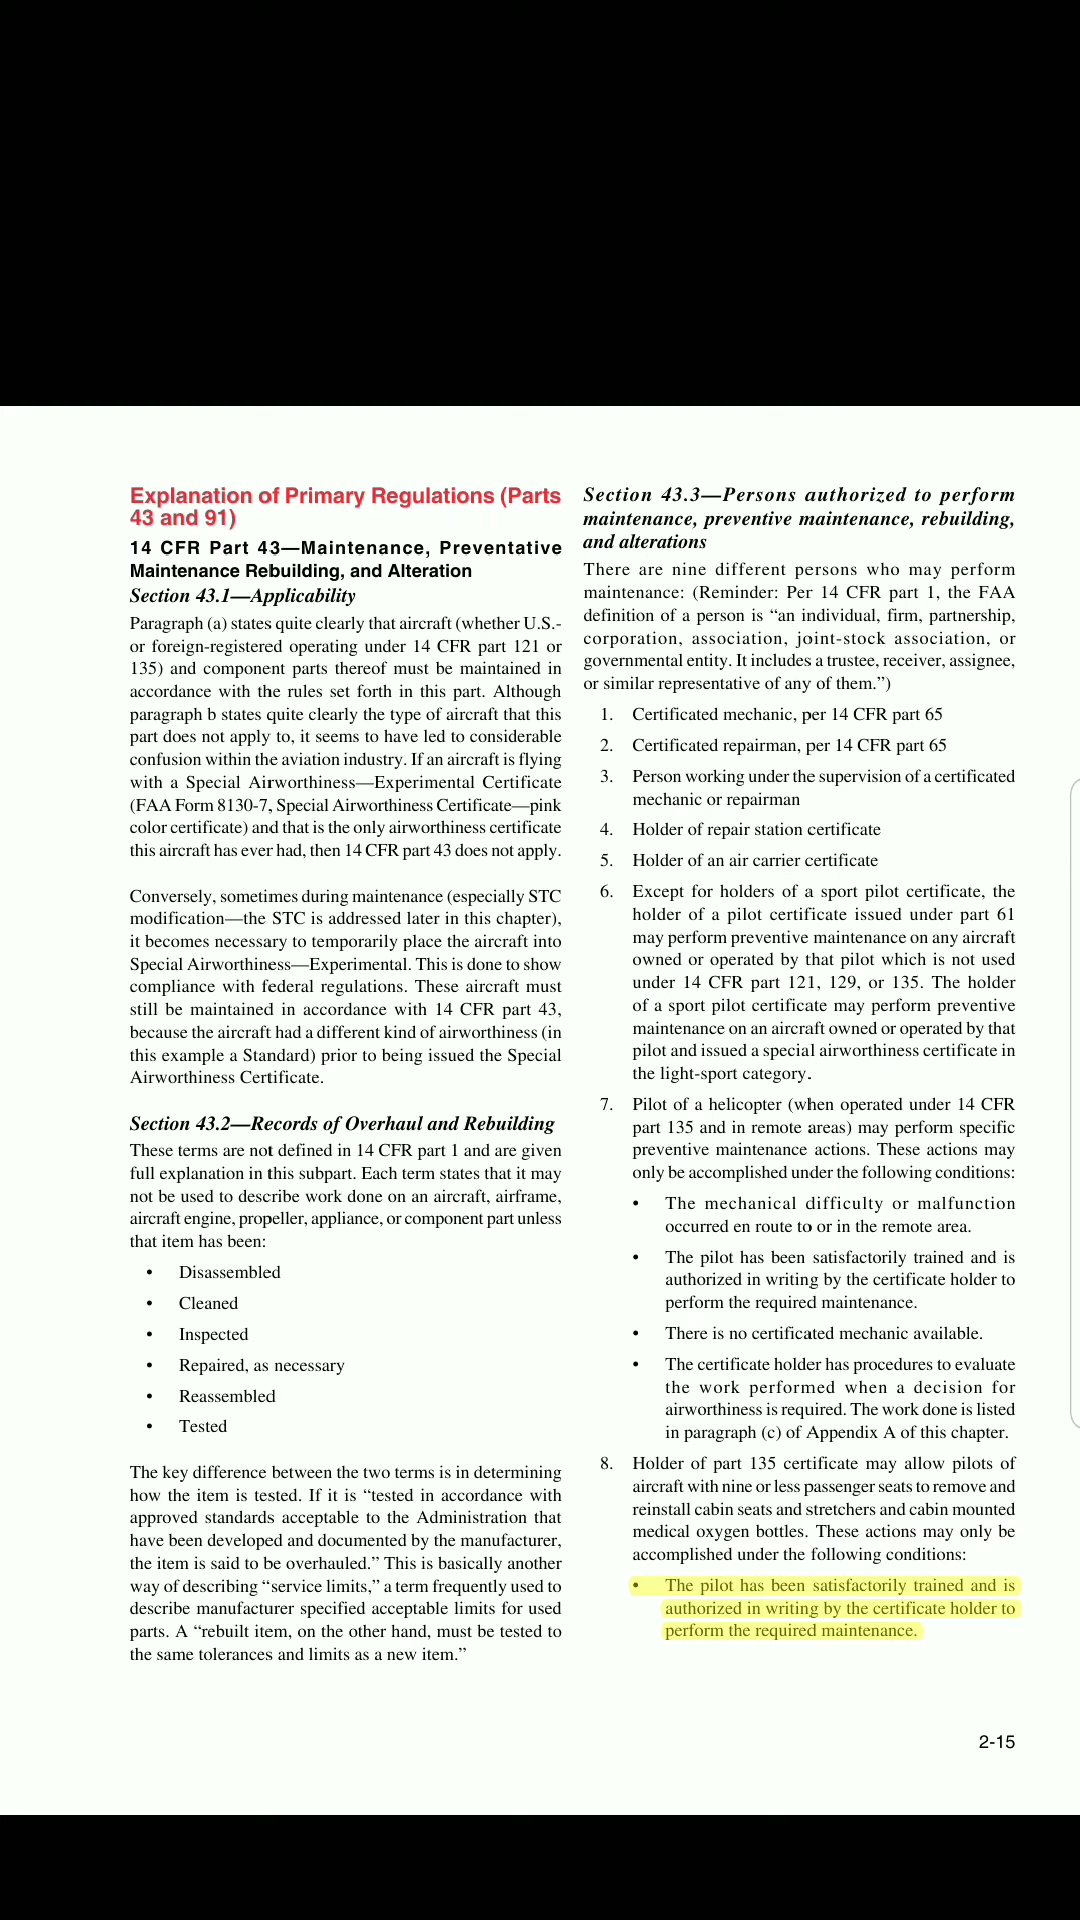 Explanation of Primary Regulations (Parts
43 and 91)
14 CFR Part 43—Maintenance, Preventative
Maintenance Rebuilding, and Alteration
Section 43.1—Applicability
Paragraph (a) states quite clearly that aircraft (whether U.S.-
or foreign-registered operating under 14 CFR part 121 or
135) and component parts thereof must be maintained in
accordance with the rules set forth in this part. Although
paragraph b states quite clearly the type of aircraft that this
part does not apply to, it seems to have led to considerable
confusion within the aviation industry. If an aircraft is flying
with a Special Airworthiness—Experimental Certificate
(FAA Form 8130-7, Special Airworthiness Certificate—pink
color certificate) and that is the only airworthiness certificate
this aircraft has ever had, then 14 CFR part 43 does not apply.
Conversely, sometimes during maintenance (especially STC
modification—the STC is addressed later in this chapter),
it becomes necessary to temporarily place the aircraft into
Special Airworthiness—Experimental. This is done to show
compliance with federal regulations. These aircraft must
still be maintained in accordance with 14 CFR part 43,
because the aircraft had a different kind of airworthiness (in
this example a Standard) prior to being issued the Special
Airworthiness Certificate.
Section 43.2—Records of Overhaul and Rebuilding
These terms are not defined in 14 CFR part 1 and are given
full explanation in this subpart. Each term states that it may
not be used to describe work done on an aircraft, airframe,
aircraft engine, propeller, appliance, or component part unless
that item has been:
• Disassembled
• Cleaned
• Inspected
• Repaired, as necessary
• Reassembled
• Tested
The key difference between the two terms is in determining
how the item is tested. If it is “tested in accordance with
approved standards acceptable to the Administration that
have been developed and documented by the manufacturer,
the item is said to be overhauled.” This is basically another
way of describing “service limits,” a term frequently used to
describe manufacturer specified acceptable limits for used
parts. A “rebuilt item, on the other hand, must be tested to
the same tolerances and limits as a new item.”
Section 43.3—Persons authorized to perform
maintenance, preventive maintenance, rebuilding,
and alterations
There are nine different persons who may perform
maintenance: (Reminder: Per 14 CFR part 1, the FAA
definition of a person is “an individual, firm, partnership,
corporation, association, joint-stock association, or
governmental entity. It includes a trustee, receiver, assignee,
or similar representative of any of them.”)
1. Certificated mechanic, per 14 CFR part 65
2. Certificated repairman, per 14 CFR part 65
3. Person working under the supervision of a certificated
mechanic or repairman
4. Holder of repair station certificate
5. Holder of an air carrier certificate
6. Except for holders of a sport pilot certificate, the
holder of a pilot certificate issued under part 61
may perform preventive maintenance on any aircraft
owned or operated by that pilot which is not used
under 14 CFR part 121, 129, or 135. The holder
of a sport pilot certificate may perform preventive
maintenance on an aircraft owned or operated by that
pilot and issued a special airworthiness certificate in
the light-sport category.
7. Pilot of a helicopter (when operated under 14 CFR
part 135 and in remote areas) may perform specific
preventive maintenance actions. These actions may
only be accomplished under the following conditions:
• The mechanical difficulty or malfunction
occurred en route to or in the remote area.
• The pilot has been satisfactorily trained and is
authorized in writing by the certificate holder to
perform the required maintenance.
• There is no certificated mechanic available.
• The certificate holder has procedures to evaluate
the work performed when a decision for
airworthiness is required. The work done is listed
in paragraph (c) of Appendix A of this chapter.
8. Holder of part 135 certificate may allow pilots of
aircraft with nine or less passenger seats to remove and
reinstall cabin seats and stretchers and cabin mounted
medical oxygen bottles. These actions may only be
accomplished under the following conditions:
• The pilot has been satisfactorily trained and is
authorized in writing by the certificate holder to
perform the required maintenance.
2-15